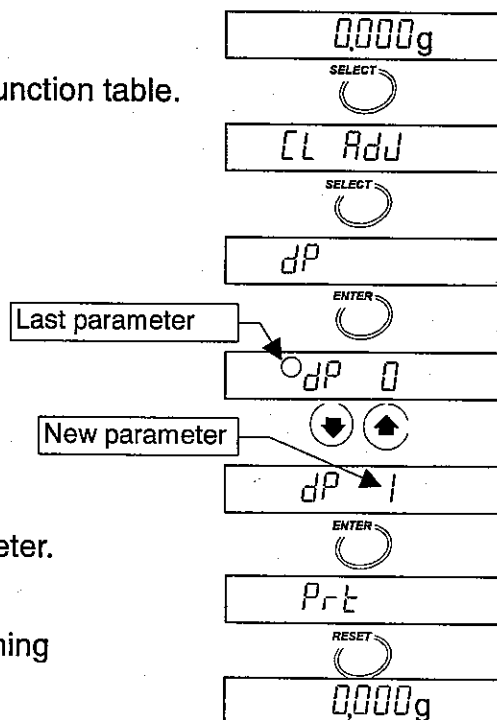 0.000g
SELECT
unction table.
CL AdJ
SELECT
dP
ENTER
Last parameter
dP 0
New parameter
dP 1
ENTER
eter.
Prt
RESET
ning
0.000g